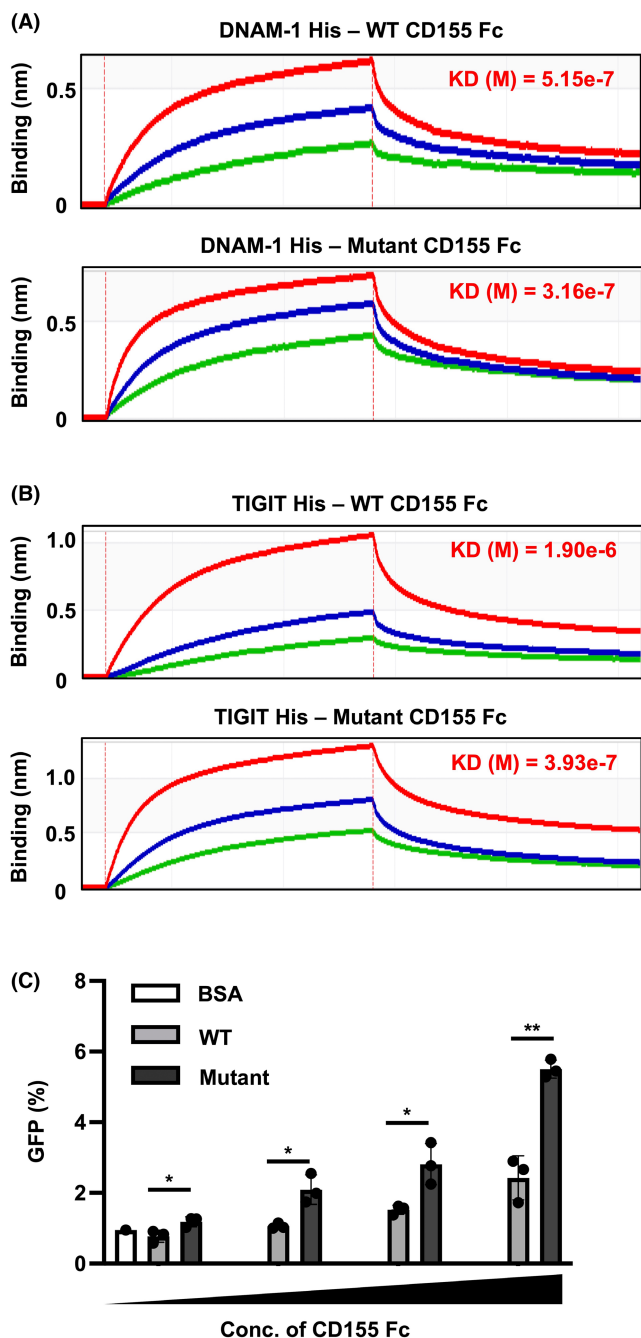 (A)
DNAM-1 His – WT CD155 Fc
KD (M) = 5.15e-7
Binding (nm)
0.5
0
DNAM-1 His – Mutant CD155 Fc
KD (M) = 3.16e-7
Binding (nm)
0.5
0
(B)
TIGIT His – WT CD155 Fc
KD (M) = 1.90e-6
Binding (nm)
1.0
0.5
0
TIGIT His – Mutant CD155 Fc
KD (M) = 3.93e-7
Binding (nm)
1.0
0.5
0
(C)
GFP (%)
8
6
4
2
0
BSA
WT
Mutant
*
*
*
**
Conc. of CD155 Fc